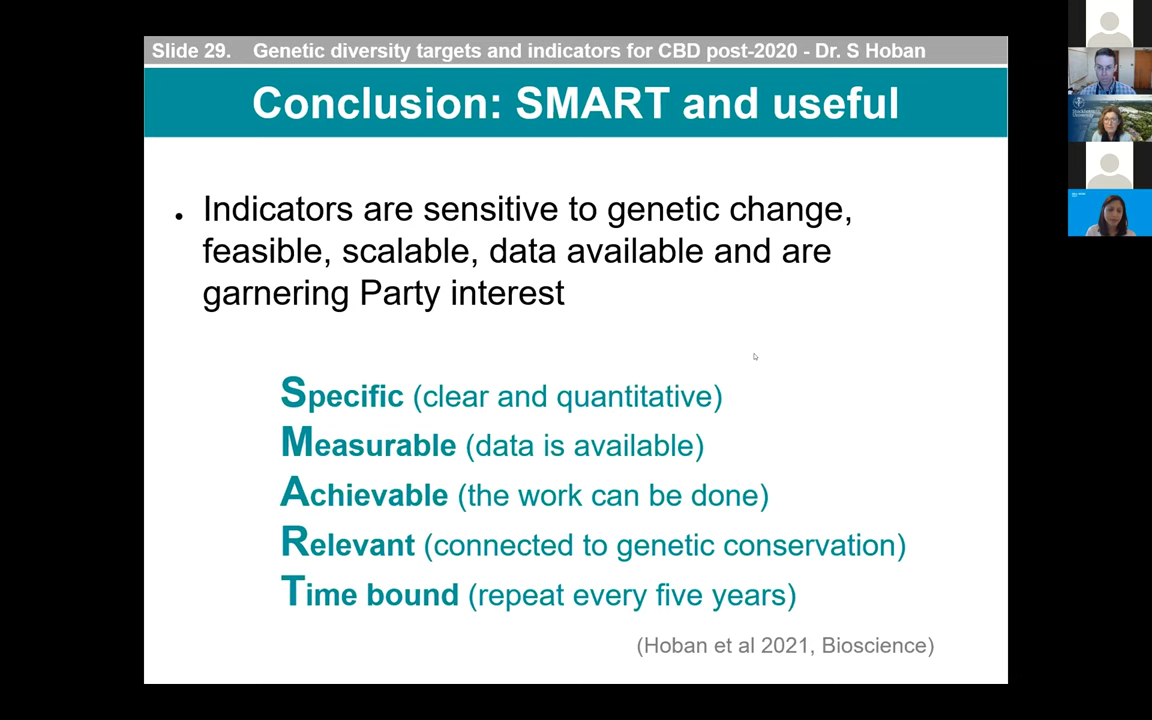 Slide 29. Genetic diversity targets and indicators for CBD post-2020 - Dr. S Hoban
Conclusion: SMART and useful
• Indicators are sensitive to genetic change,
feasible, scalable, data available and are
garnering Party interest
Specific (clear and quantitative)
Measurable (data is available)
Achievable (the work can be done)
Relevant (connected to genetic conservation)
Time bound (repeat every five years)
(Hoban et al 2021, Bioscience)